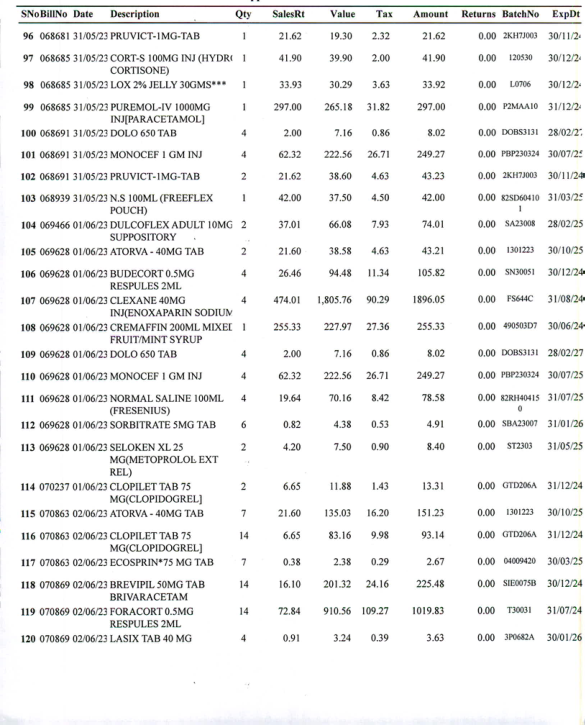 SNo BillNo Date Description Qty SalesRt Value Tax Amount Returns BatchNo ExpDt
96 068681 31/05/23 PRUVICT-1MG-TAB 1 21.62 19.30 2.32 21.62 0.00 2KH7J003 30/11/24
97 068685 31/05/23 CORT-S 100MG INJ (HYDR( 1 41.90 39.90 2.00 41.90 0.00 120530 30/12/2
CORTISONE)
98 068685 31/05/23 LOX 2% JELLY 30GMS*** 1 33.93 30.29 3.63 33.92 0.00 L0706 30/12/2
99 068685 31/05/23 PUREMOL-IV 1000MG 1 297.00 265.18 31.82 297.00 0.00 P2MAA10 31/12/2
INJ[PARACETAMOL]
100 068691 31/05/23 DOLO 650 TAB 4 2.00 7.16 0.86 8.02 0.00 DOBS3131 28/02/27
101 068691 31/05/23 MONOCEF 1 GM INJ 4 62.32 222.56 26.71 249.27 0.00 PBP230324 30/07/25
102 068691 31/05/23 PRUVICT-1MG-TAB 2 21.62 38.60 4.63 43.23 0.00 2KH7J003 30/11/24
103 068939 31/05/23 N.S 100ML (FREEFLEX 1 42.00 37.50 4.50 42.00 0.00 82SD60410 31/03/25
POUCH) 1
104 069466 01/06/23 DULCOFLEX ADULT 10MG 2 37.01 66.08 7.93 74.01 0.00 SA23008 28/02/25
SUPPOSITORY
105 069628 01/06/23 ATORVA - 40MG TAB 2 21.60 38.58 4.63 43.21 0.00 1301223 30/10/25
106 069628 01/06/23 BUDECORT 0.5MG 4 26.46 94.48 11.34 105.82 0.00 SN30051 30/12/24
RESPULES 2ML
107 069628 01/06/23 CLEXANE 40MG 4 474.01 1,805.76 90.29 1896.05 0.00 FS644C 31/08/24
INJ(ENOXAPARIN SODIUM
108 069628 01/06/23 CREMAFFIN 200ML MIXEI 1 255.33 227.97 27.36 255.33 0.00 490503D7 30/06/24
FRUIT/MINT SYRUP
109 069628 01/06/23 DOLO 650 TAB 4 2.00 7.16 0.86 8.02 0.00 DOBS3131 28/02/27
110 069628 01/06/23 MONOCEF 1 GM INJ 4 62.32 222.56 26.71 249.27 0.00 PBP230324 30/07/25
111 069628 01/06/23 NORMAL SALINE 100ML 4 19.64 70.16 8.42 78.58 0.00 82RH40415 31/07/25
(FRESENIUS) 0
112 069628 01/06/23 SORBITRATE 5MG TAB 6 0.82 4.38 0.53 4.91 0.00 SBA23007 31/01/26
113 069628 01/06/23 SELOKEN XL 25 2 4.20 7.50 0.90 8.40 0.00 ST2303 31/05/25
MG(METOPROLOL EXT
REL)
114 070237 01/06/23 CLOPILET TAB 75 2 6.65 11.88 1.43 13.31 0.00 GTD206A 31/12/24
MG(CLOPIDOGREL]
115 070863 02/06/23 ATORVA - 40MG TAB 7 21.60 135.03 16.20 151.23 0.00 1301223 30/10/25
116 070863 02/06/23 CLOPILET TAB 75 14 6.65 83.16 9.98 93.14 0.00 GTD206A 31/12/24
MG(CLOPIDOGREL]
117 070863 02/06/23 ECOSPRIN*75 MG TAB 7 0.38 2.38 0.29 2.67 0.00 04009420 30/03/25
118 070869 02/06/23 BREVIPIL 50MG TAB 14 16.10 201.32 24.16 225.48 0.00 SIE0075B 30/12/24
BRIVARACETAM
119 070869 02/06/23 FORACORT 0.5MG 14 72.84 910.56 109.27 1019.83 0.00 T30031 31/07/24
RESPULES 2ML
120 070869 02/06/23 LASIX TAB 40 MG 4 0.91 3.24 0.39 3.63 0.00 3P0682A 30/01/26